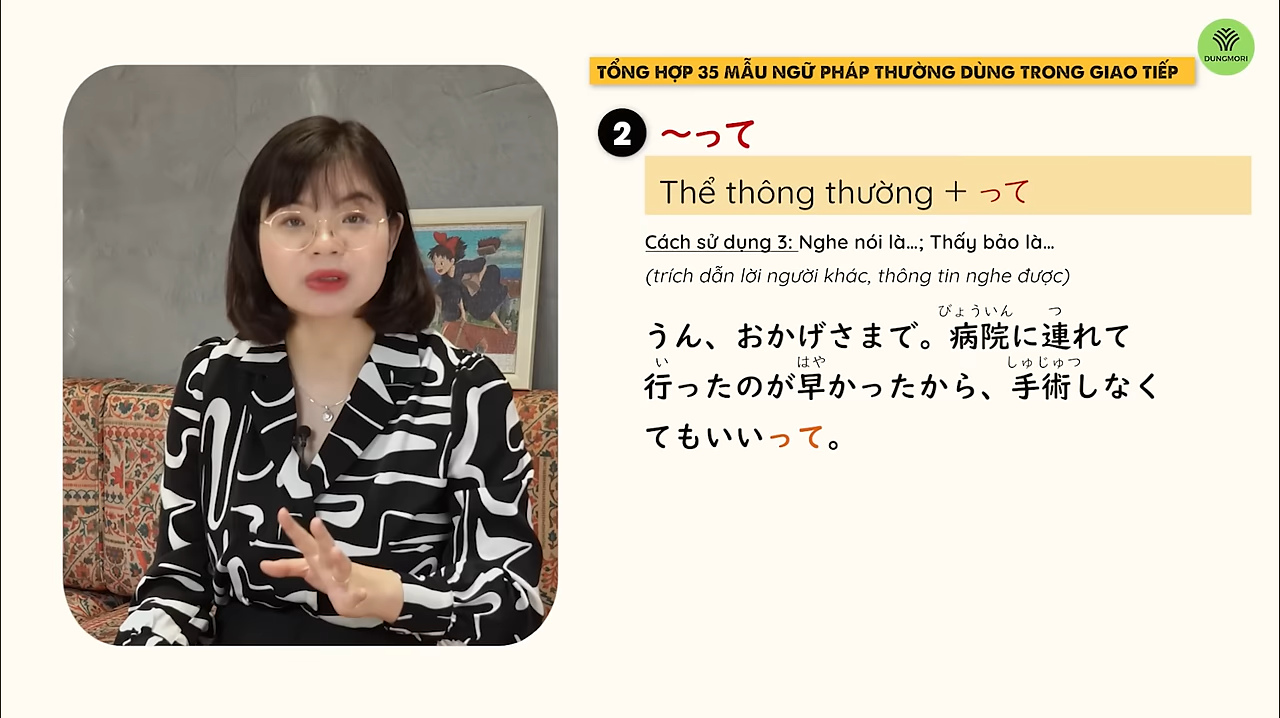 DUNGMORI
TỔNG HỢP 35 MẪU NGỮ PHÁP THƯỜNG DÙNG TRONG GIAO TIẾP
2 〜って
Thể thông thường + って
Cách sử dụng 3: Nghe nói là...; Thấy bảo là...
(trích dẫn lời người khác, thông tin nghe được)
びょういん つ
うん、おかげさまで。病院に連れて
い はや しゅじゅつ
行ったのが早かったから、手術しなく
てもいいって。